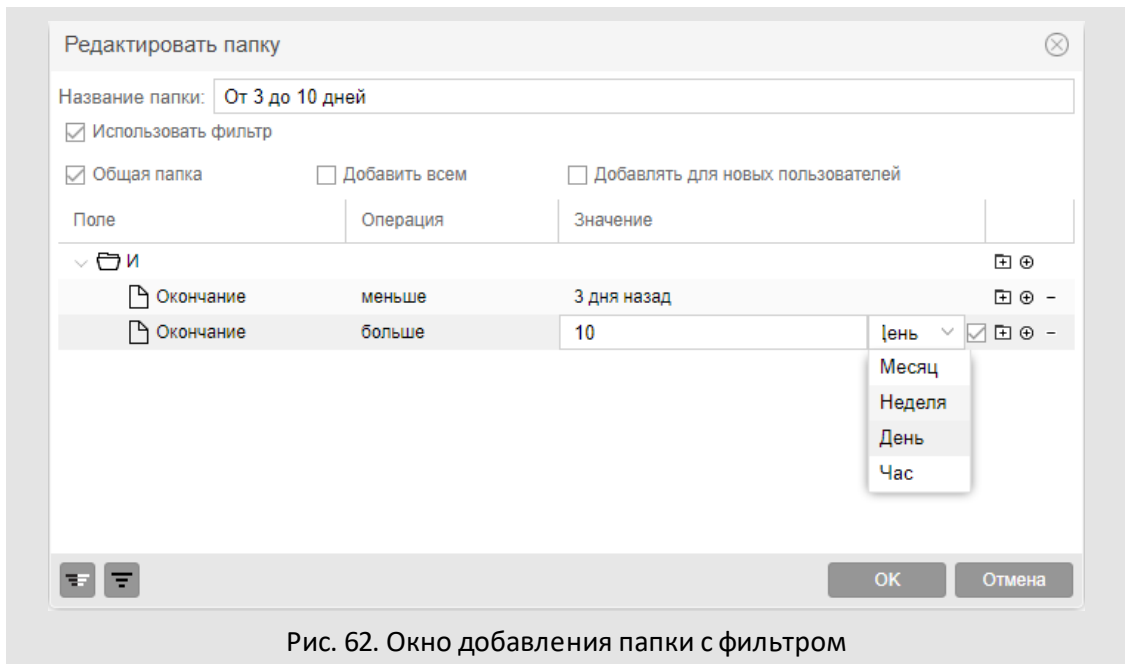 Редактировать папку
Название папки: От 3 до 10 дней
Использовать фильтр
Общая папка Добавить всем Добавлять для новых пользователей
Поле Операция Значение
И
Окончание меньше 3 дня назад
Окончание больше 10 День
Месяц
Неделя
День
Час
OK Отмена
Рис. 62. Окно добавления папки с фильтром